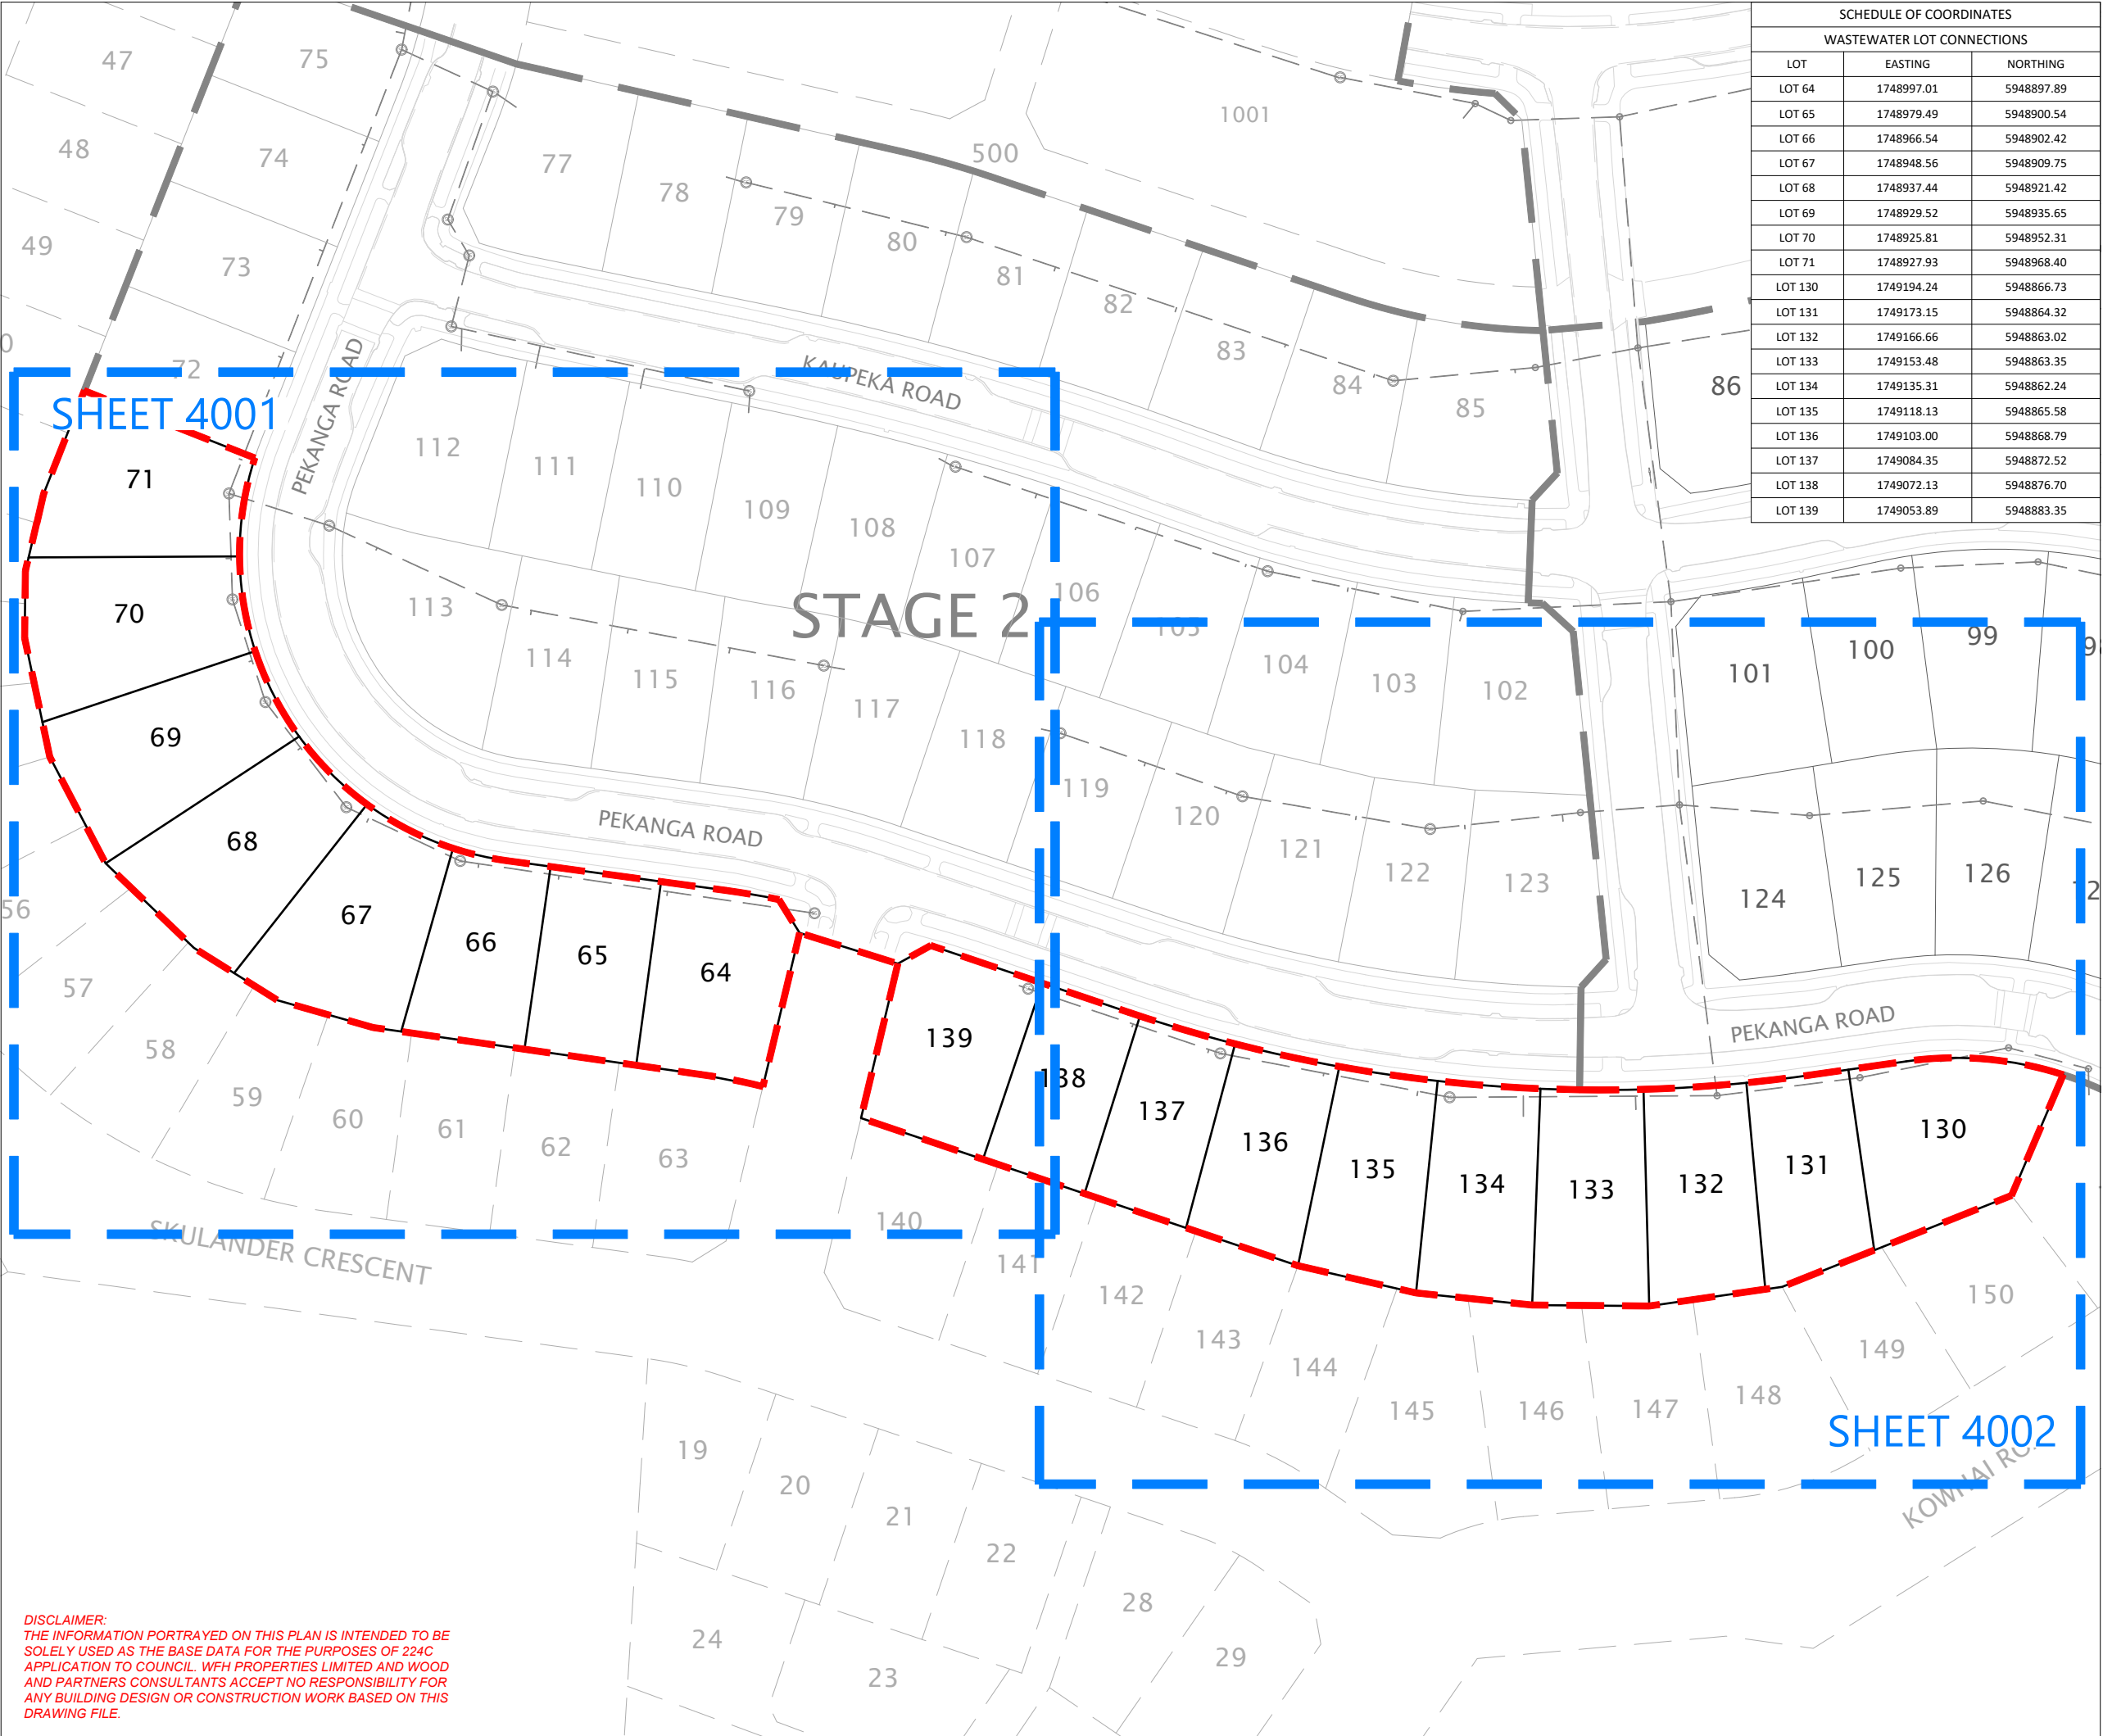 SCHEDULE OF COORDINATES
WASTEWATER LOT CONNECTIONS
LOT EASTING NORTHING
LOT 64 1748997.01 5948897.89
LOT 65 1748979.49 5948900.54
LOT 66 1748966.54 5948902.42
LOT 67 1748948.56 5948909.75
LOT 68 1748937.44 5948921.42
LOT 69 1748929.52 5948935.65
LOT 70 1748925.81 5948952.31
LOT 71 1748927.93 5948968.40
LOT 130 1749194.24 5948866.73
LOT 131 1749173.15 5948864.32
LOT 132 1749166.66 5948863.02
LOT 133 1749153.48 5948863.35
LOT 134 1749135.31 5948862.24
LOT 135 1749118.13 5948865.58
LOT 136 1749103.00 5948868.79
LOT 137 1749084.35 5948872.52
LOT 138 1749072.13 5948876.70
LOT 139 1749053.89 5948883.35
47
75
1001
48
74
77
500
78
79
80
49
73
81
82
83
84
85
86
72
KAUPEKA ROAD
PEKANGA ROAD
SHEET 4001
71
112
111
110
109
108
107
106
105
104
103
102
101
100
99
STAGE 2
70
113
114
115
116
117
118
69
119
120
121
122
123
124
125
126
PEKANGA ROAD
68
67
66
65
64
56
57
58
59
60
61
62
63
PEKANGA ROAD
139
138
137
136
135
134
133
132
131
130
140
141
142
143
144
145
146
147
148
149
150
SKULANDER CRESCENT
SHEET 4002
19
20
21
22
23
24
28
29
DISCLAIMER:
THE INFORMATION PORTRAYED ON THIS PLAN IS INTENDED TO BE
SOLELY USED AS THE BASE DATA FOR THE PURPOSES OF 224C
APPLICATION TO COUNCIL. WFH PROPERTIES LIMITED AND WOOD
AND PARTNERS CONSULTANTS ACCEPT NO RESPONSIBILITY FOR
ANY BUILDING DESIGN OR CONSTRUCTION WORK BASED ON THIS
DRAWING FILE.